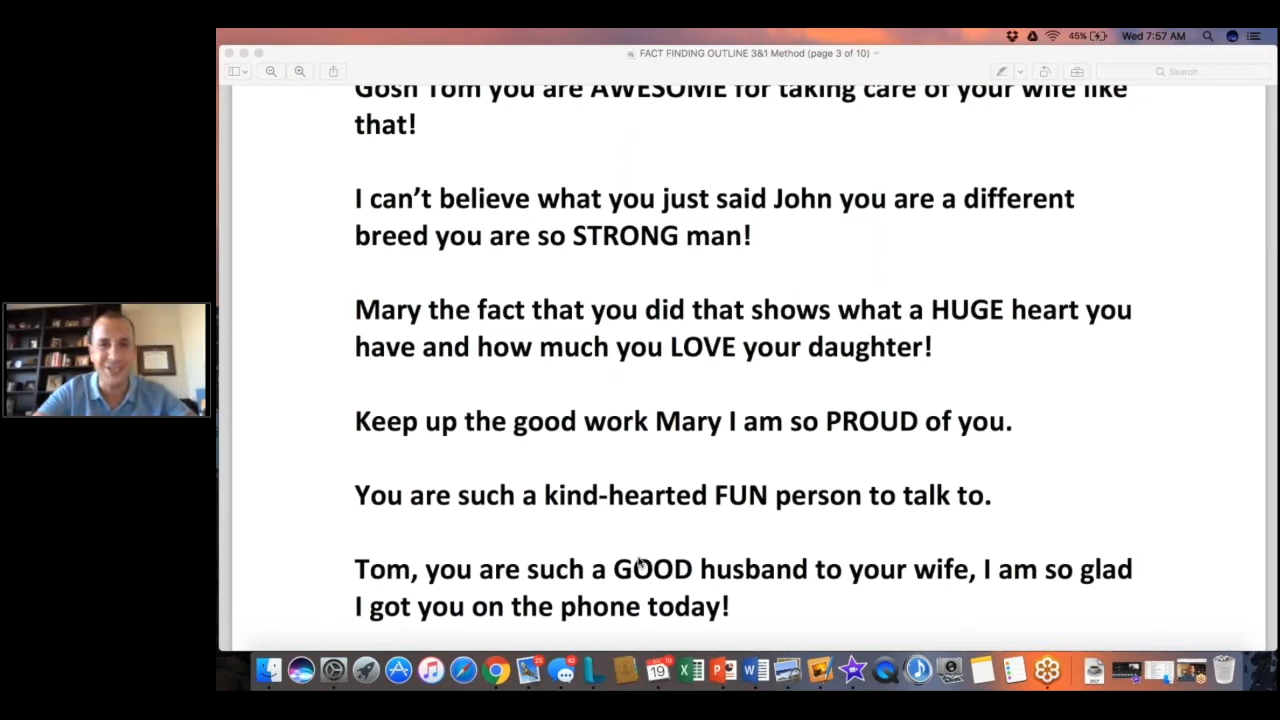 45% Wed 7:57 AM
FACT FINDING OUTLINE 3&1 Method (page 3 of 10)
Search
Gosh Tom you are AWESOME for taking care of your wife like
that!
I can’t believe what you just said John you are a different
breed you are so STRONG man!
Mary the fact that you did that shows what a HUGE heart you
have and how much you LOVE your daughter!
Keep up the good work Mary I am so PROUD of you.
You are such a kind-hearted FUN person to talk to.
Tom, you are such a GOOD husband to your wife, I am so glad
I got you on the phone today!